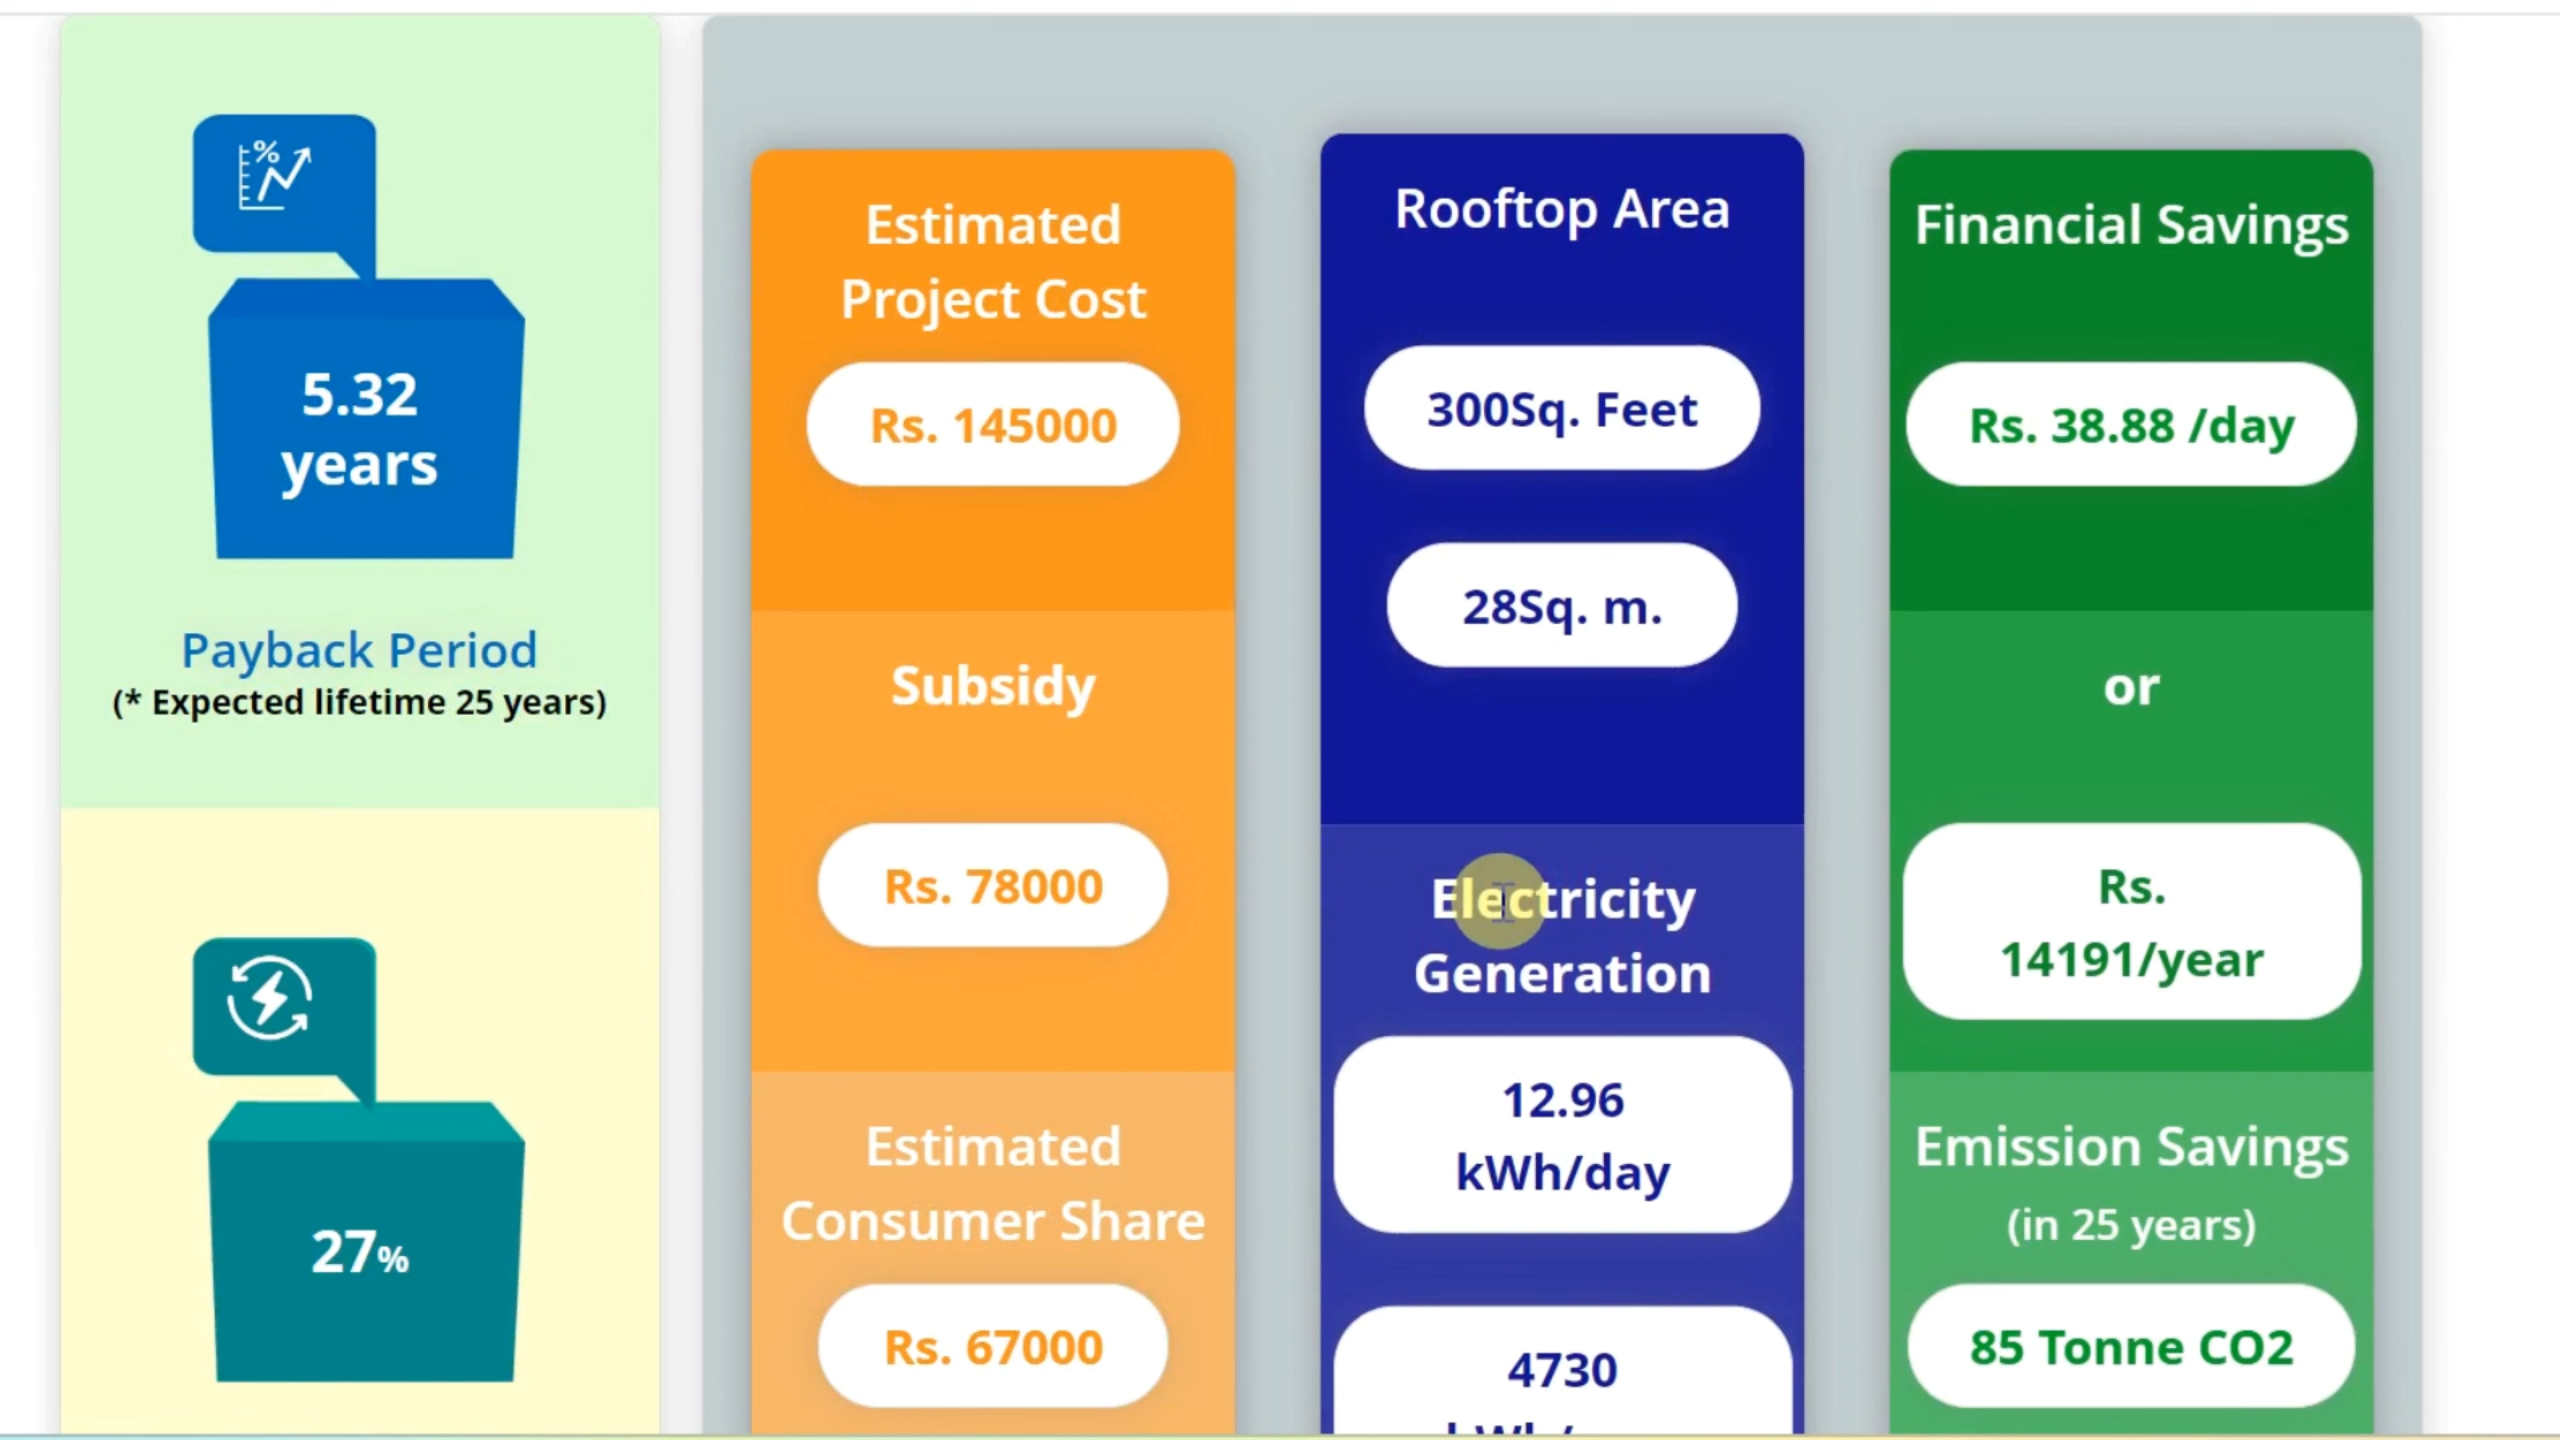 %
5.32
years
Payback Period
(* Expected lifetime 25 years)
27%
Estimated
Project Cost
Rs. 145000
Subsidy
Rs. 78000
Estimated
Consumer Share
Rs. 67000
Rooftop Area
300Sq. Feet
28Sq. m.
Electricity
Generation
12.96
kWh/day
4730
Financial Savings
Rs. 38.88 /day
or
Rs.
14191/year
Emission Savings
(in 25 years)
85 Tonne CO2